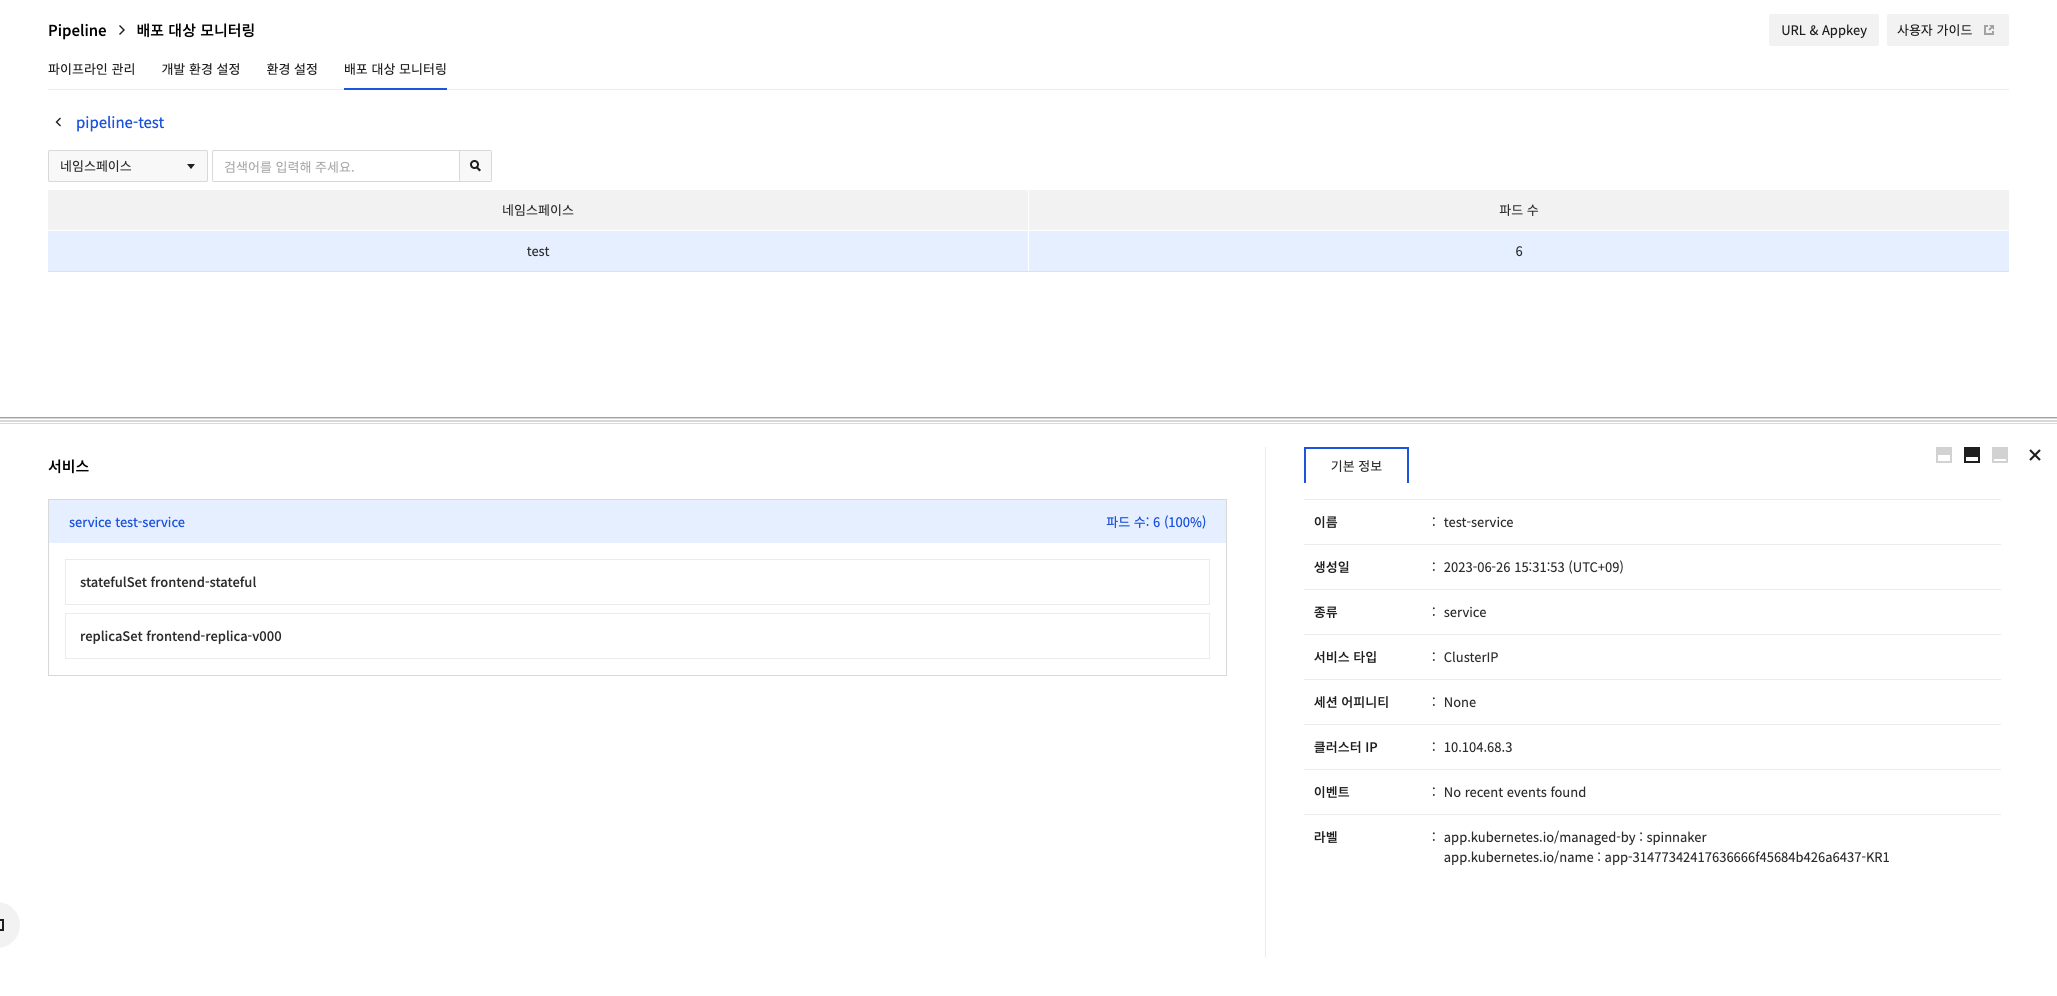 Pipeline > 배포 대상 모니터링
URL & Appkey
사용자 가이드
파이프라인 관리 개발 환경 설정 환경 설정 배포 대상 모니터링
pipeline-test
네임스페이스
검색어를 입력해 주세요.
네임스페이스 파드 수
test 6
서비스
service test-service 파드 수: 6 (100%)
statefulSet frontend-stateful
replicaSet frontend-replica-v000
기본 정보
이름 : test-service
생성일 : 2023-06-26 15:31:53 (UTC+09)
종류 : service
서비스 타입 : ClusterIP
세션 어피니티 : None
클러스터 IP : 10.104.68.3
이벤트 : No recent events found
라벨 : app.kubernetes.io/managed-by : spinnaker
app.kubernetes.io/name : app-31477342417636666f45684b426a6437-KR1